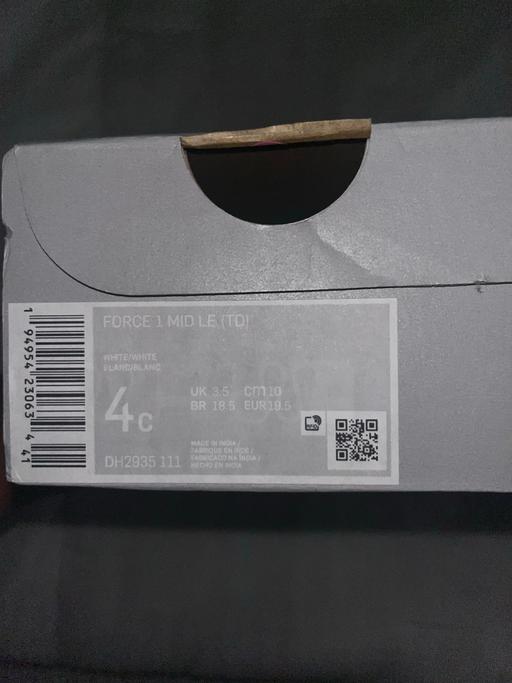 FORCE 1 MID LE (TD)
WHITE/WHITE
BLANC/BLANC
4C
UK 3.5 CM 10
BR 18.5 EUR 19.5
DH2935 111
MADE IN INDIA /
FABRIQUE EN INDE /
FABRICADO NA INDIA /
HECHO EN INDIA
1 94954 23063 4 41